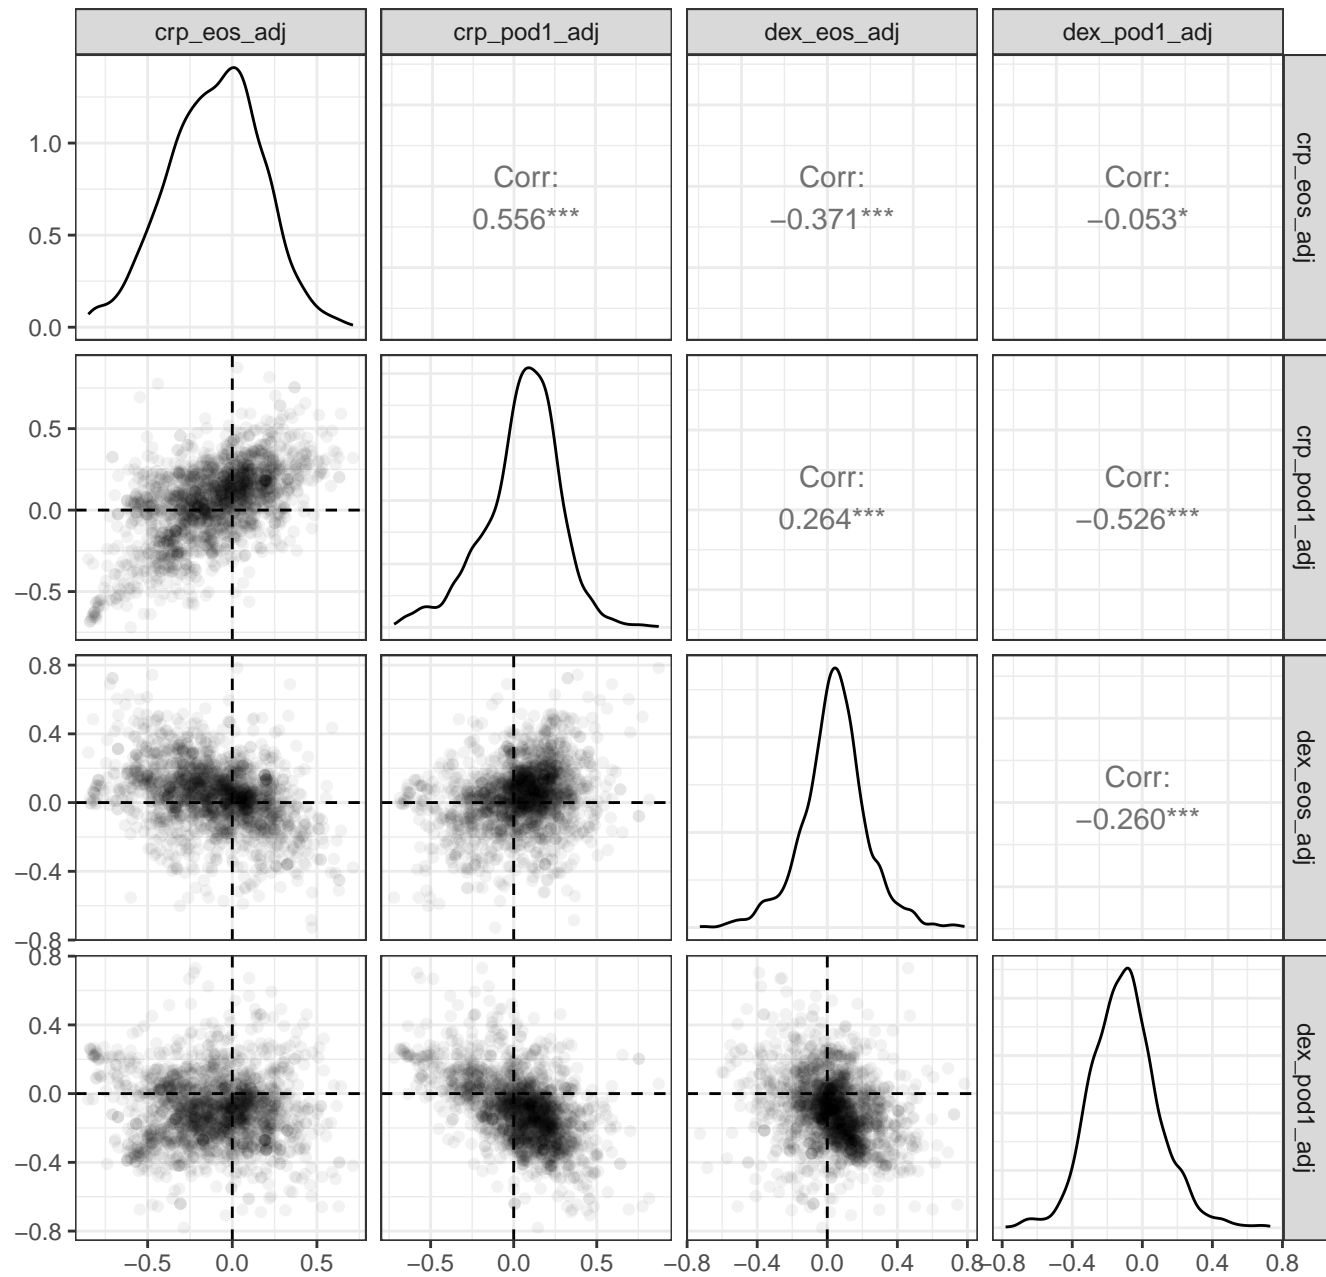 crp_eos_adj crp_pod1_adj dex_eos_adj dex_pod1_adj
1.0
0.5
0.0
Corr:
0.556***
Corr:
−0.371***
Corr:
−0.053*
crp_eos_adj
0.5
0.0
−0.5
Corr:
0.264***
Corr:
−0.526***
crp_pod1_adj
0.8
0.4
0.0
−0.4
−0.8
Corr:
−0.260***
dex_eos_adj
0.8
0.4
0.0
−0.4
−0.8
dex_pod1_adj
−0.5 0.0 0.5 −0.5 0.0 0.5 −0.8 −0.4 0.0 0.4 0.8 −0.8 −0.4 0.0 0.4 0.8